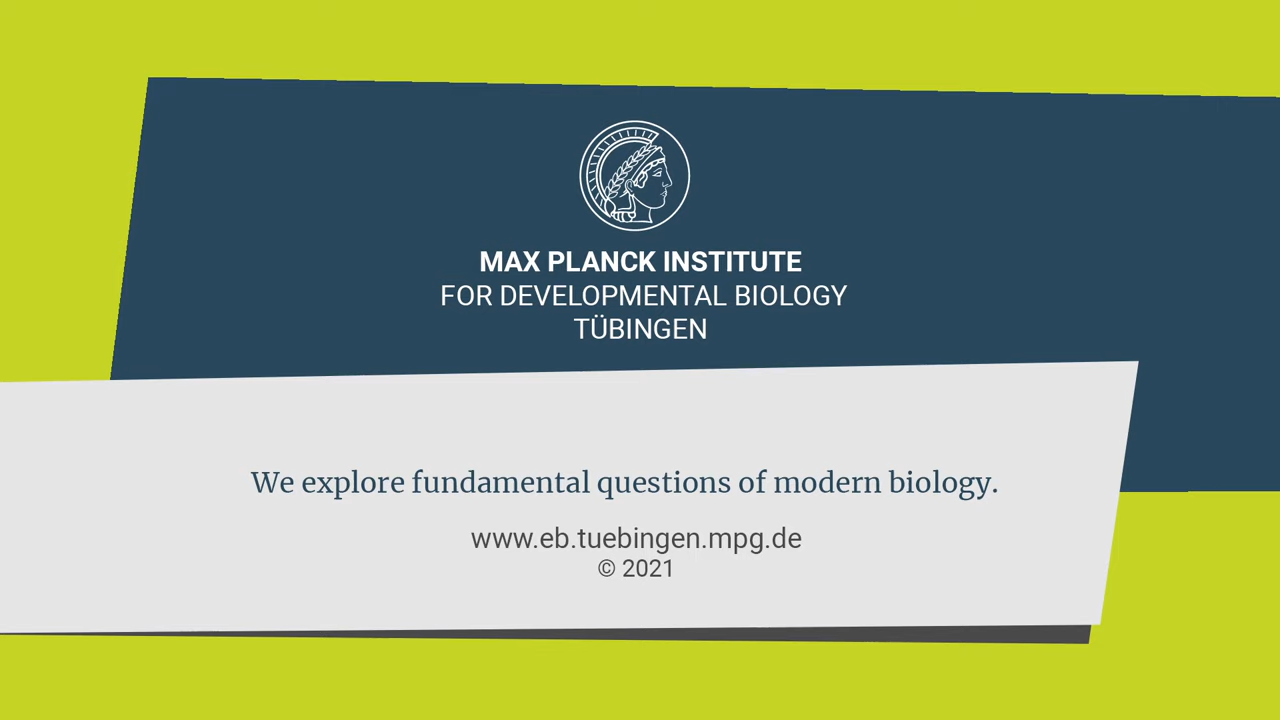 MAX PLANCK INSTITUTE
FOR DEVELOPMENTAL BIOLOGY
TÜBINGEN
We explore fundamental questions of modern biology.
www.eb.tuebingen.mpg.de
© 2021